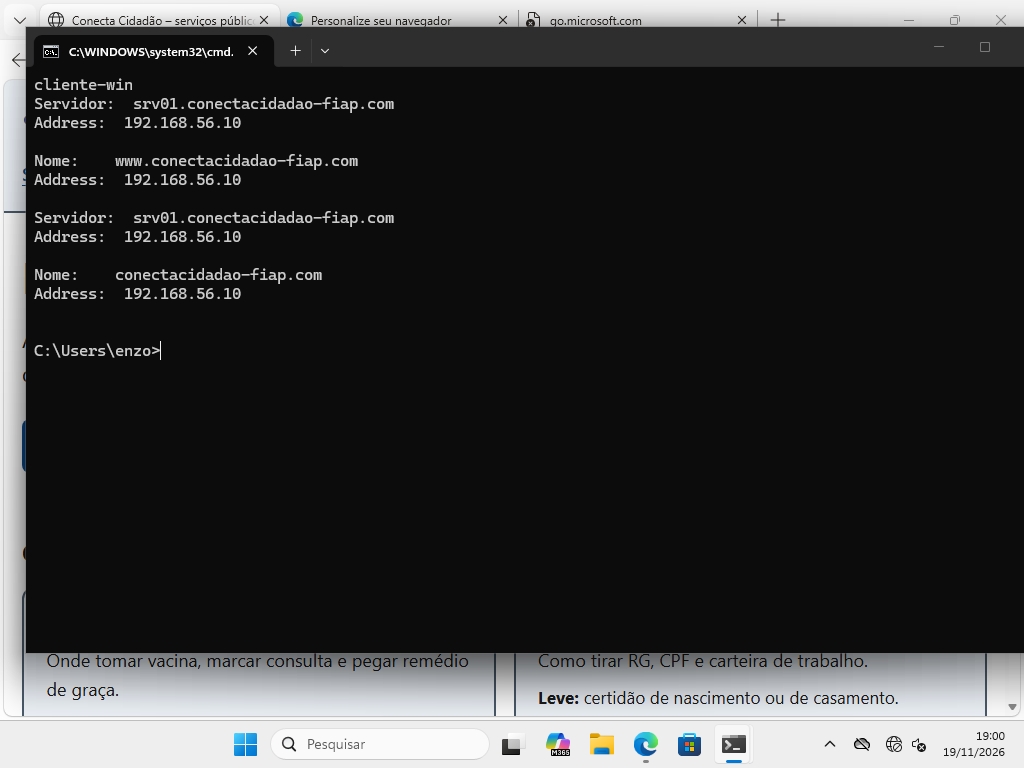 Conecta Cidadão – serviços públic
Personalize seu navegador
go.microsoft.com
C:\WINDOWS\system32\cmd.
cliente-win
Servidor:  srv01.conectacidadao-fiap.com
Address:  192.168.56.10
Nome:    www.conectacidadao-fiap.com
Address:  192.168.56.10
Servidor:  srv01.conectacidadao-fiap.com
Address:  192.168.56.10
Nome:    conectacidadao-fiap.com
Address:  192.168.56.10
C:\Users\enzo>
Onde tomar vacina, marcar consulta e pegar remédio
de graça.
Como tirar RG, CPF e carteira de trabalho.
Leve: certidão de nascimento ou de casamento.
Pesquisar
M365
19:00
19/11/2026